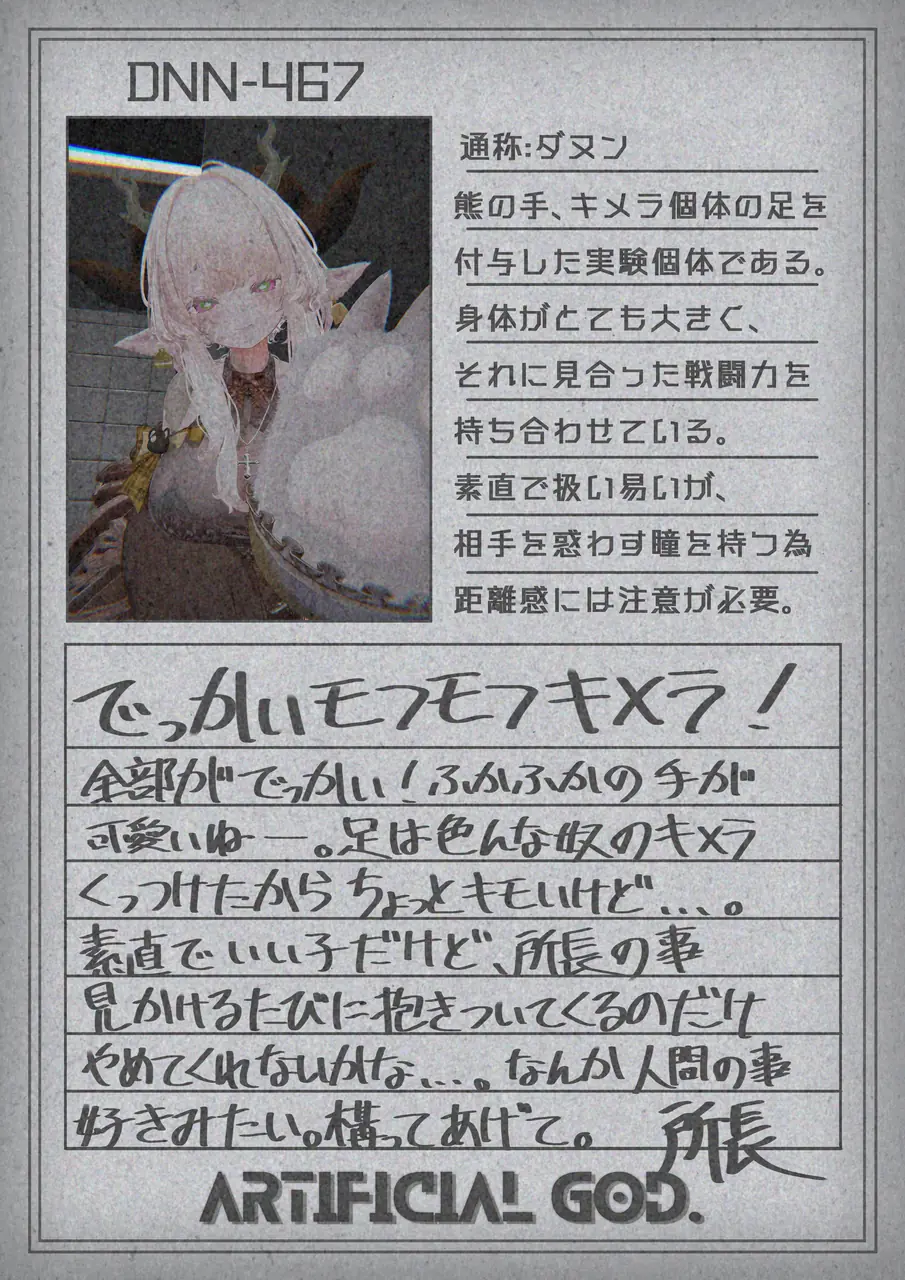 DNN-467
通称:ダヌン
熊の手、キメラ個体の足を
付与した実験個体である。
身体がとても大きく、
それに見合った戦闘力を
持ち合わせている。
素直で扱い易いが、
相手を惑わす瞳を持つ為
距離感には注意が必要。
でっかいモフモフキメラ!
全部がでっかい!ふかふかの手が
可愛いねー。足は色んな奴のキメラ
くっつけたからちょっとキモいけど...。
素直でいい子だけど、所長の事
見かけるたびに抱きついてくるのだけ
やめてくれないかな...。なんか人間の事
好きみたい。構ってあげて。 所長
ARTIFICIAL GOD.